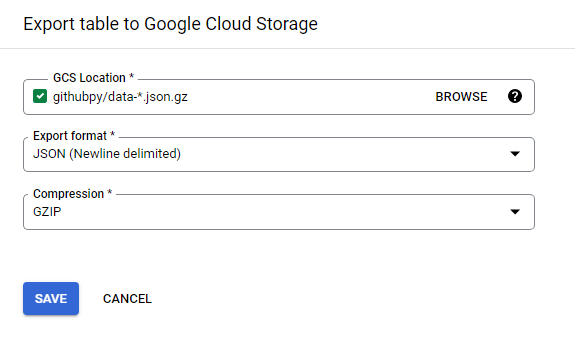 Export table to Google Cloud Storage
GCS Location *
githubpy/data-*.json.gz
BROWSE
?
Export format *
JSON (Newline delimited)
Compression *
GZIP
SAVE
CANCEL